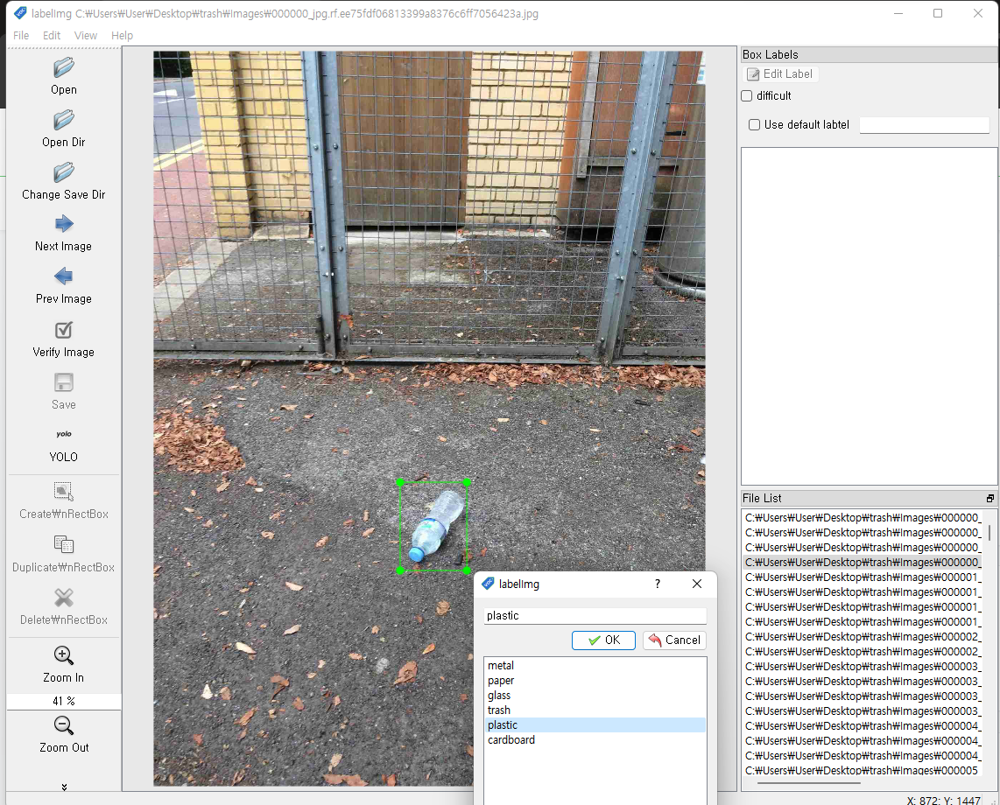 labelImg C:₩Users₩User₩Desktop₩trash₩Images₩000000_jpg.rf.ee75fdf06813399a8376c6ff7056423a.jpg
File Edit View Help
Open
Open Dir
Change Save Dir
Next Image
Prev Image
Verify Image
Save
yolo
YOLO
Create₩nRectBox
Duplicate₩nRectBox
Delete₩nRectBox
Zoom In
41 %
Zoom Out
labelImg ?
plastic
OK Cancel
metal
paper
glass
trash
plastic
cardboard
Box Labels
Edit Label
difficult
Use default labtel
File List
C:₩Users₩User₩Desktop₩trash₩Images₩000000_
C:₩Users₩User₩Desktop₩trash₩Images₩000000_
C:₩Users₩User₩Desktop₩trash₩Images₩000000_
C:₩Users₩User₩Desktop₩trash₩Images₩000000_
C:₩Users₩User₩Desktop₩trash₩Images₩000001_
C:₩Users₩User₩Desktop₩trash₩Images₩000001_
C:₩Users₩User₩Desktop₩trash₩Images₩000001_
C:₩Users₩User₩Desktop₩trash₩Images₩000001_
C:₩Users₩User₩Desktop₩trash₩Images₩000002_
C:₩Users₩User₩Desktop₩trash₩Images₩000002_
C:₩Users₩User₩Desktop₩trash₩Images₩000003_
C:₩Users₩User₩Desktop₩trash₩Images₩000003_
C:₩Users₩User₩Desktop₩trash₩Images₩000003_
C:₩Users₩User₩Desktop₩trash₩Images₩000003_
C:₩Users₩User₩Desktop₩trash₩Images₩000004_
C:₩Users₩User₩Desktop₩trash₩Images₩000004_
C:₩Users₩User₩Desktop₩trash₩Images₩000004_
C:₩Users₩User₩Desktop₩trash₩Images₩000005
X: 872; Y: 1447